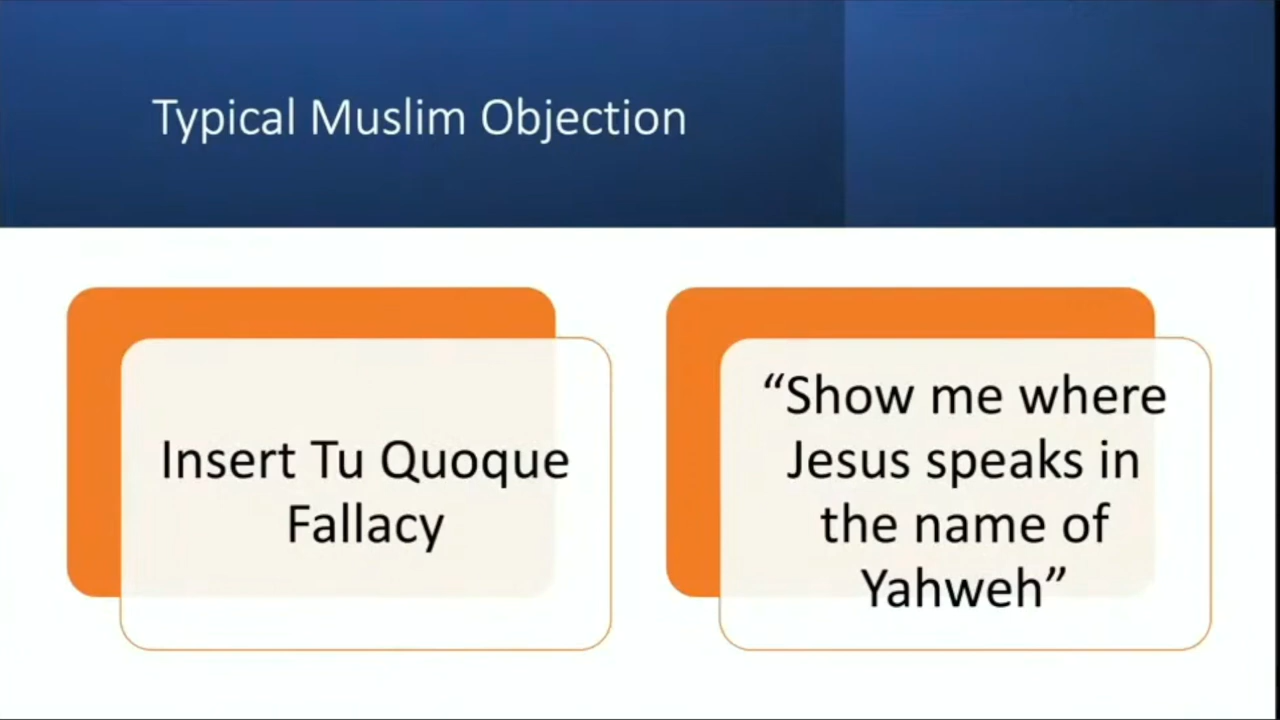 Typical Muslim Objection
Insert Tu Quoque
Fallacy
“Show me where
Jesus speaks in
the name of
Yahweh”